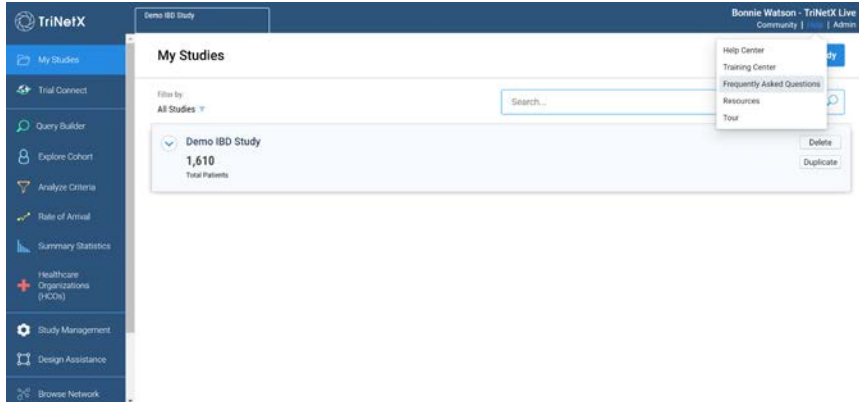 TriNetX
Demo IBD Study
Bonnie Watson - TriNetX Live
Community | Help | Admin
My Studies
Trial Connect
Query Builder
Explore Cohort
Analyze Criteria
Rate of Arrival
Summary Statistics
Healthcare
Organizations
(HCOs)
Study Management
Design Assistance
Browse Network
My Studies
Help Center
Training Center
Frequently Asked Questions
Resources
Tour
Filter by:
All Studies
Search...
Demo IBD Study
1,610
Total Patients
Delete
Duplicate